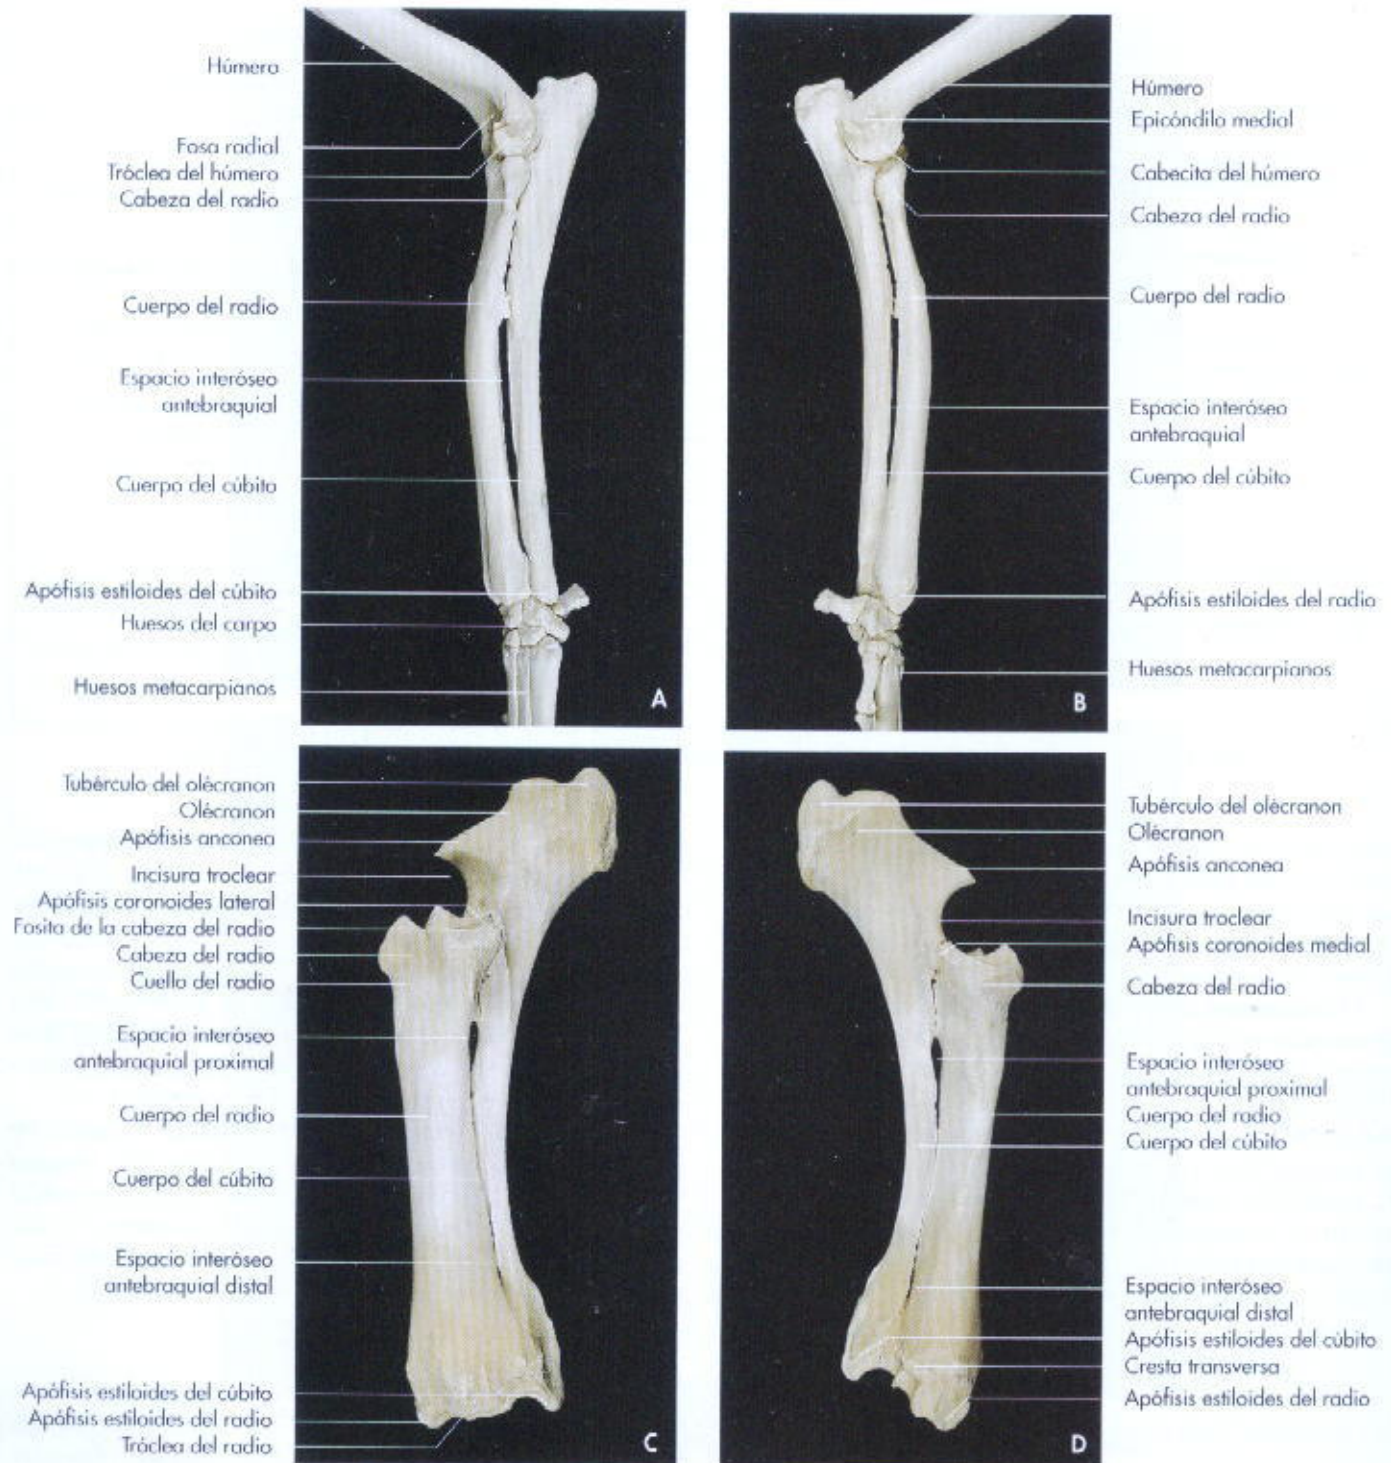 Húmero
Fosa radial
Tróclea del húmero
Cabeza del radio
Cuerpo del radio
Espacio interóseo
antebraquial
Cuerpo del cúbito
Apófisis estiloides del cúbito
Huesos del carpo
Huesos metacarpianos
A
Húmero
Epicóndilo medial
Cabecita del húmero
Cabeza del radio
Cuerpo del radio
Espacio interóseo
antebraquial
Cuerpo del cúbito
Apófisis estiloides del radio
Huesos metacarpianos
B
Tubérculo del olécranon
Olécranon
Apófisis anconea
Incisura troclear
Apófisis coronoides lateral
Fosita de la cabeza del radio
Cabeza del radio
Cuello del radio
Espacio interóseo
antebraquial proximal
Cuerpo del radio
Cuerpo del cúbito
Espacio interóseo
antebraquial distal
Apófisis estiloides del cúbito
Apófisis estiloides del radio
Tróclea del radio
C
Tubérculo del olécranon
Olécranon
Apófisis anconea
Incisura troclear
Apófisis coronoides medial
Cabeza del radio
Espacio interóseo
antebraquial proximal
Cuerpo del radio
Cuerpo del cúbito
Espacio interóseo
antebraquial distal
Apófisis estiloides del cúbito
Cresta transversa
Apófisis estiloides del radio
D